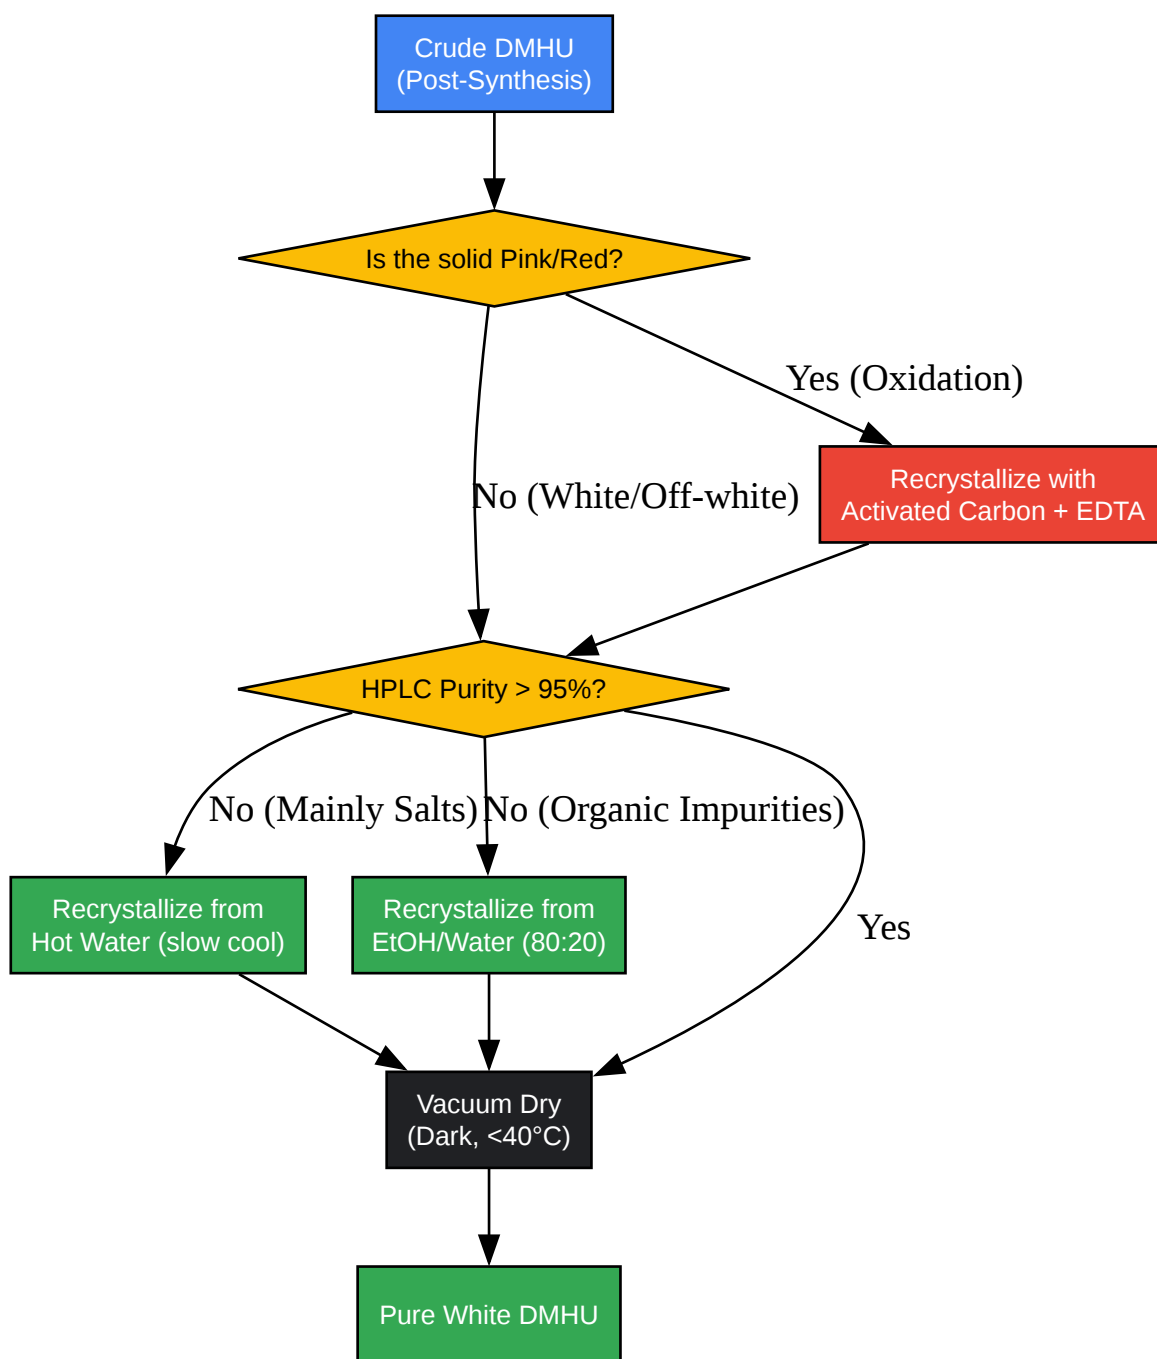 Crude DMHU
(Post-Synthesis)
Is the solid Pink/Red?
Yes (Oxidation)
Recrystallize with
Activated Carbon + EDTA
No (White/Off-white)
HPLC Purity > 95%?
No (Mainly Salts)
No (Organic Impurities)
Recrystallize from
Hot Water (slow cool)
Recrystallize from
EtOH/Water (80:20)
Yes
Vacuum Dry
(Dark, <40°C)
Pure White DMHU